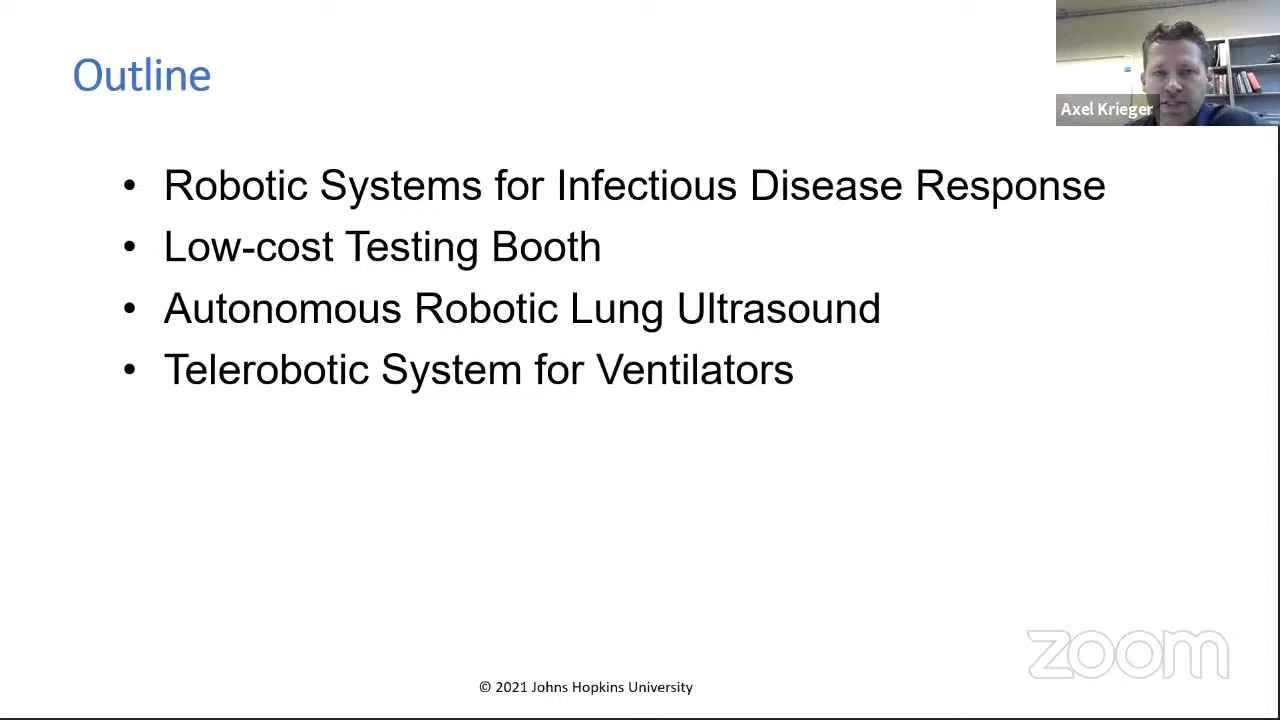 Outline
Axel Krieger
• Robotic Systems for Infectious Disease Response
• Low-cost Testing Booth
• Autonomous Robotic Lung Ultrasound
• Telerobotic System for Ventilators
zoom
© 2021 Johns Hopkins University